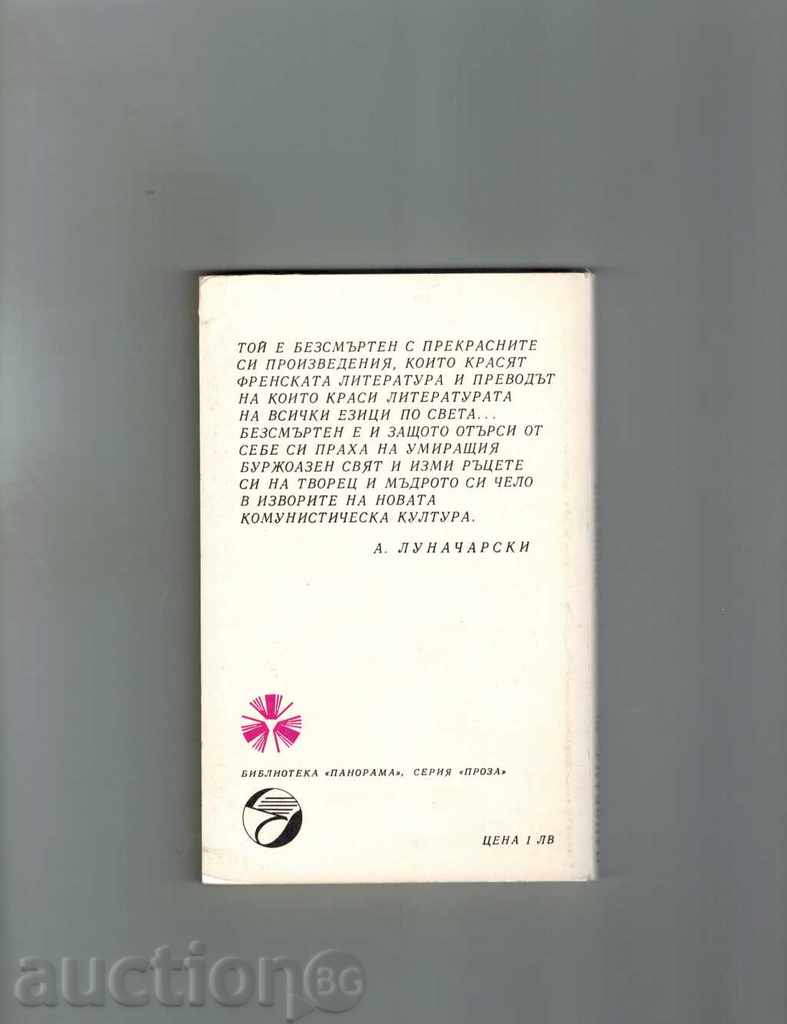 ТОЙ Е БЕЗСМЪРТЕН С ПРЕКРАСНИТЕ
СИ ПРОИЗВЕДЕНИЯ, КОИТО КРАСЯТ
ФРЕНСКАТА ЛИТЕРАТУРА И ПРЕВОДЪТ
НА КОИТО КРАСИ ЛИТЕРАТУРАТА
НА ВСИЧКИ ЕЗИЦИ ПО СВЕТА...
БЕЗСМЪРТЕН Е И ЗАЩОТО ОТЪРСИ ОТ
СЕБЕ СИ ПРАХА НА УМИРАЩИЯ
БУРЖОАЗЕН СВЯТ И ИЗМИ РЪЦЕТЕ
СИ НА ТВОРЕЦ И МЪДРОТО СИ ЧЕЛО
В ИЗВОРИТЕ НА НОВАТА
КОМУНИСТИЧЕСКА КУЛТУРА.
А. ЛУНАЧАРСКИ
БИБЛИОТЕКА «ПАНОРАМА», СЕРИЯ «ПРОЗА»
ЦЕНА 1 ЛВ
auctionBG